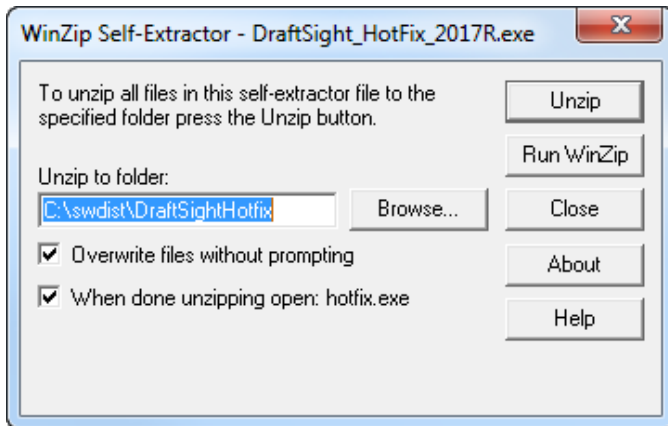 WinZip Self-Extractor - DraftSight_HotFix_2017R.exe
To unzip all files in this self-extractor file to the
specified folder press the Unzip button.
Unzip to folder:
C:\swdist\DraftSightHotfix
Browse...
Overwrite files without prompting
When done unzipping open: hotfix.exe
Unzip
Run WinZip
Close
About
Help